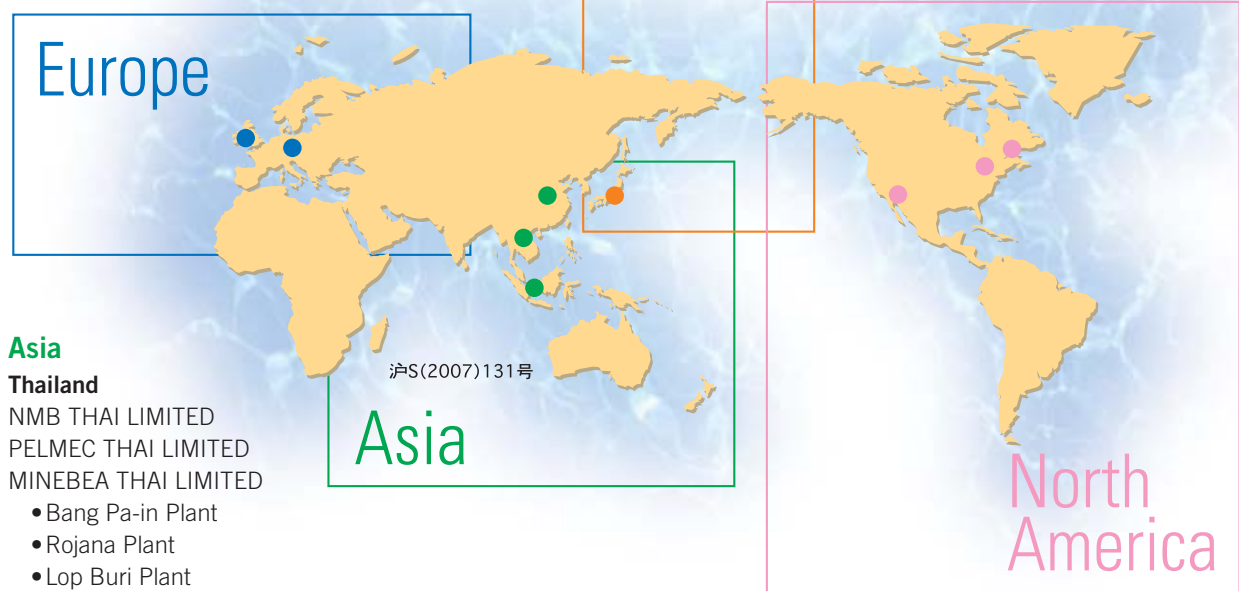 Europe
Asia
Thailand
NMB THAI LIMITED
PELMEC THAI LIMITED
MINEBEA THAI LIMITED
•Bang Pa-in Plant
•Rojana Plant
•Lop Buri Plant
沪S(2007)131号
Asia
North
America